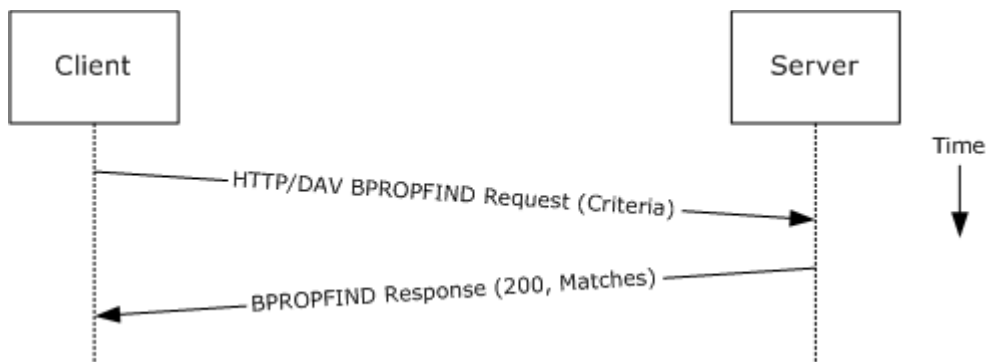 Client
Server
Time
HTTP/DAV BPROPFIND Request (Criteria)
BPROPFIND Response (200, Matches)